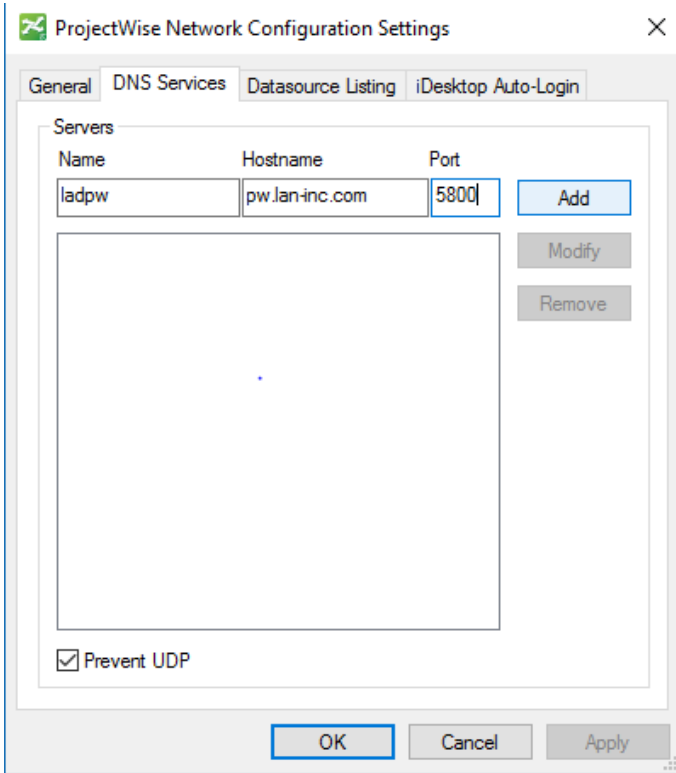 ProjectWise Network Configuration Settings
General DNS Services Datasource Listing iDesktop Auto-Login
Servers
Name Hostname Port
ladpw pw.lan-inc.com 5800 Add
Modify
Remove
Prevent UDP
OK Cancel Apply